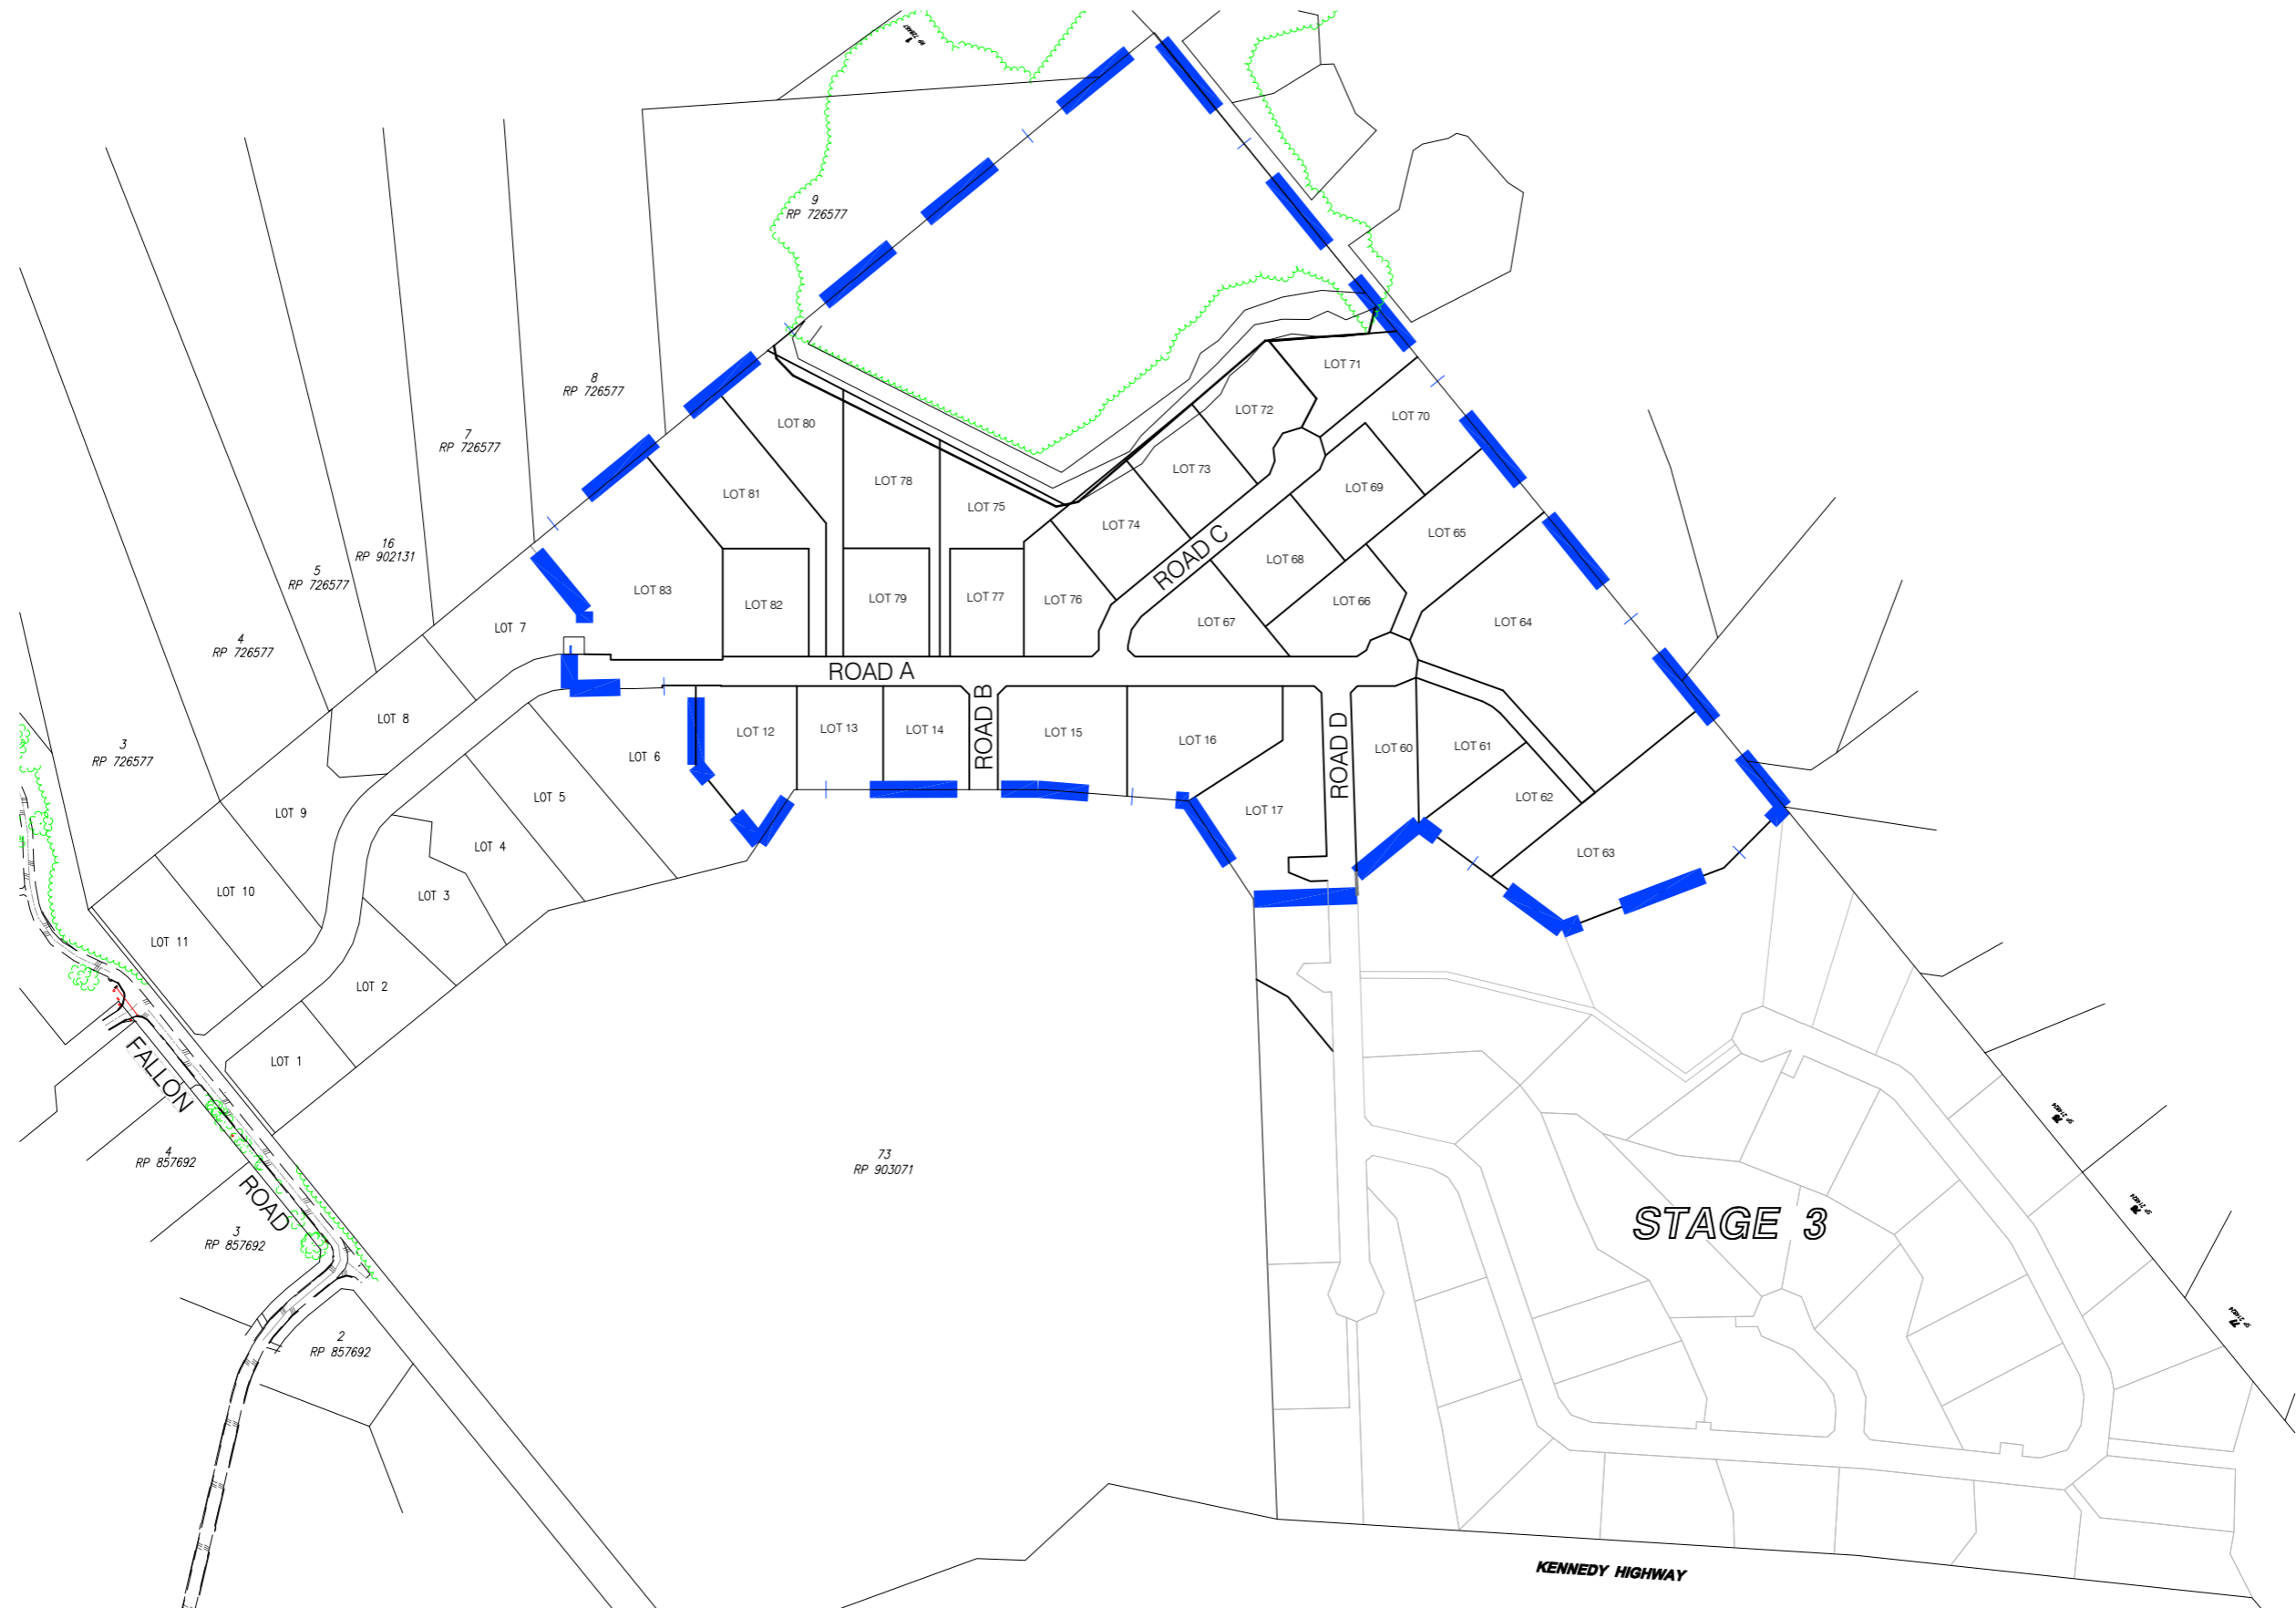 9
RP 726577
8
RP 726577
7
RP 726577
16
RP 902131
5
RP 726577
4
RP 726577
3
RP 726577
LOT 71
LOT 72
LOT 70
LOT 80
LOT 73
LOT 78
LOT 69
LOT 81
LOT 75
LOT 74
LOT 65
ROAD C
LOT 68
LOT 83
LOT 82
LOT 79
LOT 77
LOT 76
LOT 66
LOT 67
LOT 64
LOT 7
ROAD A
LOT 8
LOT 6
LOT 12
LOT 13
LOT 14
ROAD B
LOT 15
LOT 16
ROAD D
LOT 60
LOT 61
LOT 62
LOT 17
LOT 63
LOT 5
LOT 9
LOT 4
LOT 10
LOT 3
LOT 11
LOT 2
LOT 1
FALLON
ROAD
4
RP 857692
3
RP 857692
2
RP 857692
73
RP 903071
STAGE 3
KENNEDY HIGHWAY